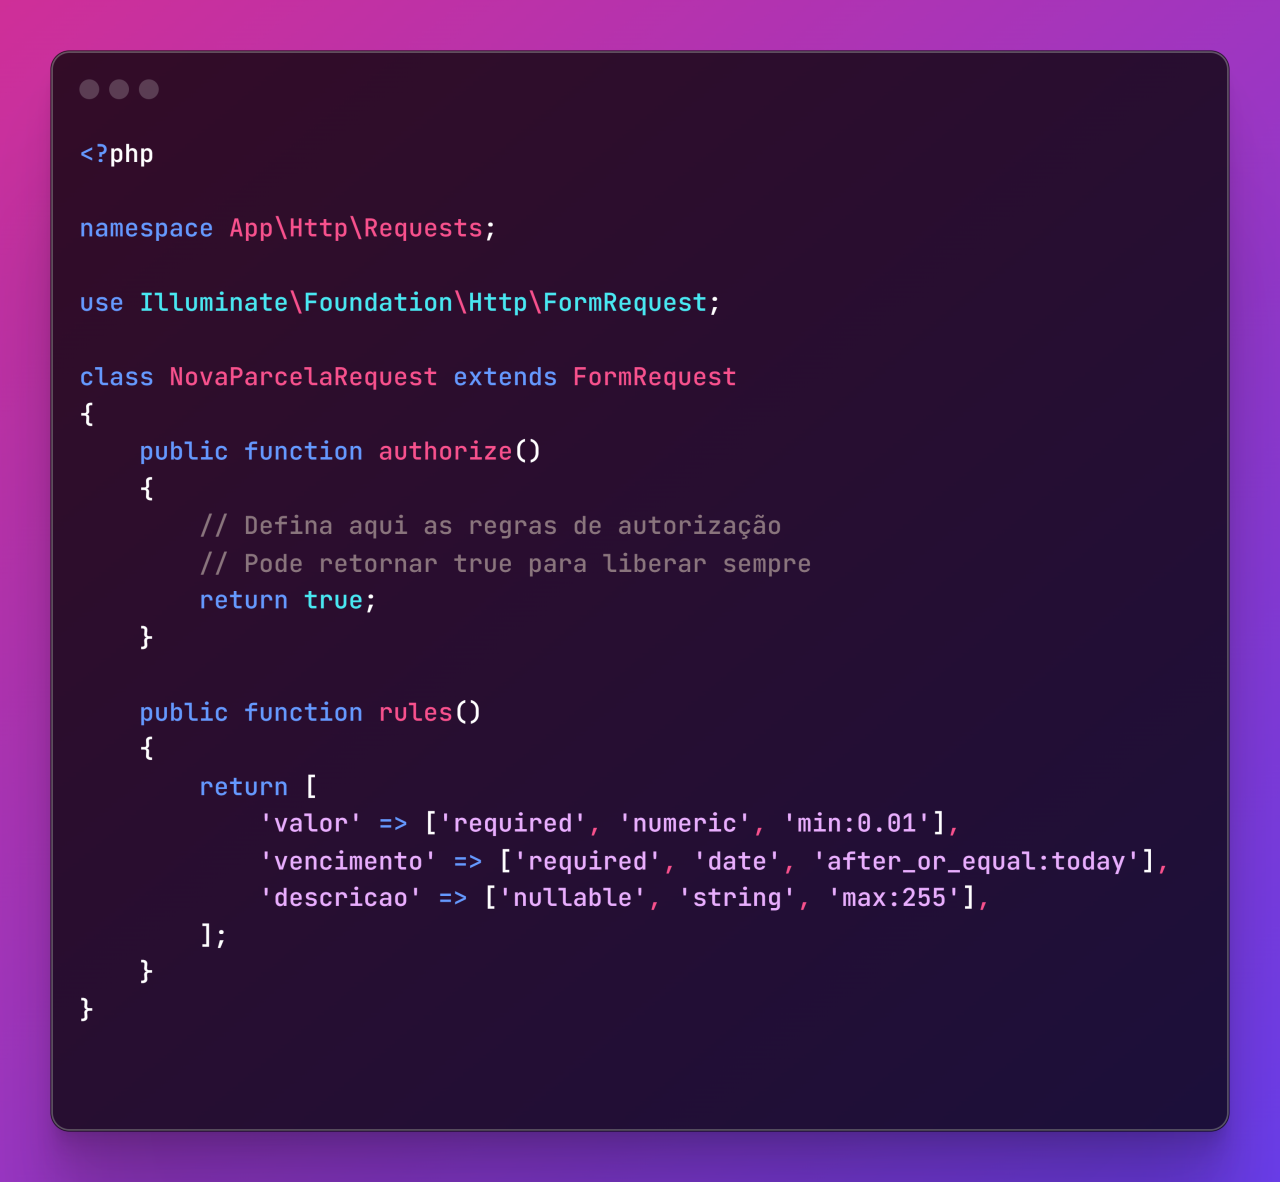 <?php
namespace App\Http\Requests;
use Illuminate\Foundation\Http\FormRequest;
class NovaParcelaRequest extends FormRequest
{
    public function authorize()
    {
        // Defina aqui as regras de autorização
        // Pode retornar true para liberar sempre
        return true;
    }
    public function rules()
    {
        return [
            'valor' => ['required', 'numeric', 'min:0.01'],
            'vencimento' => ['required', 'date', 'after_or_equal:today'],
            'descricao' => ['nullable', 'string', 'max:255'],
        ];
    }
}